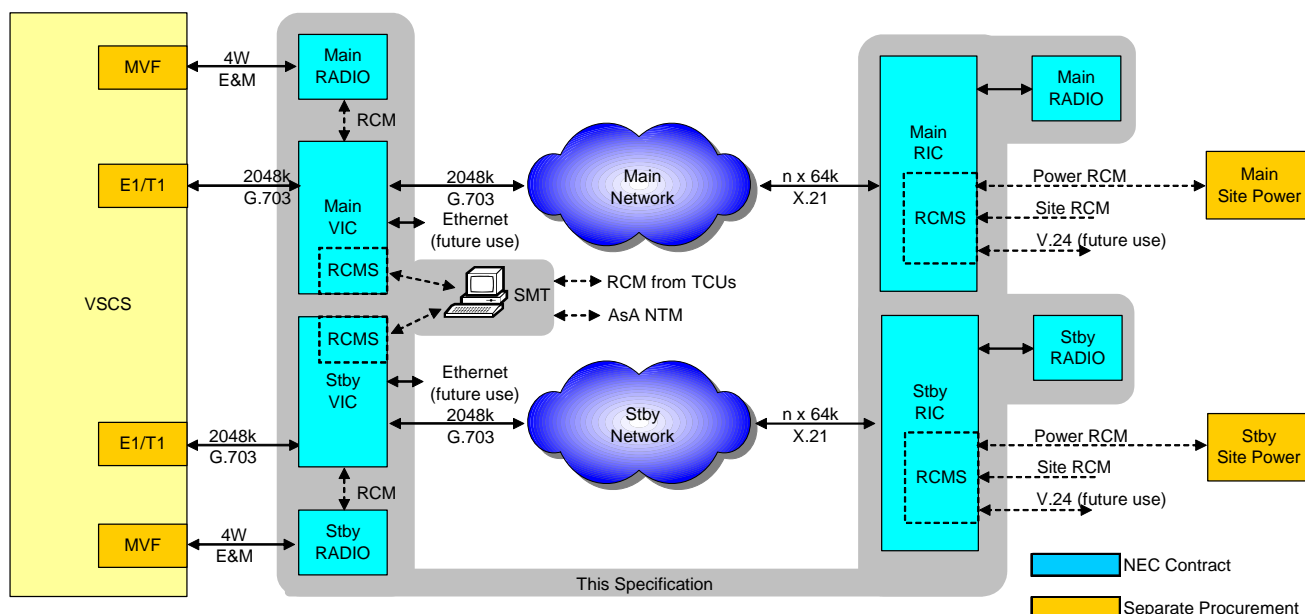 VSCS
MVF
4W
E&M
Main
RADIO
RCM
E1/T1
2048k
G.703
Main
VIC
RCMS
2048k
G.703
Ethernet
(future use)
Main
Network
n x 64k
X.21
Main
RIC
RCMS
Main
RADIO
Power RCM
Site RCM
V.24 (future use)
Main
Site Power
SMT
RCM from TCUs
AsA NTM
RCMS
Stby
VIC
Ethernet
(future use)
2048k
G.703
Stby
Network
n x 64k
X.21
Stby
RIC
RCMS
Stby
RADIO
Power RCM
Site RCM
V.24 (future use)
Stby
Site Power
E1/T1
2048k
G.703
RCM
MVF
4W
E&M
Stby
RADIO
This Specification
NEC Contract
Separate Procurement